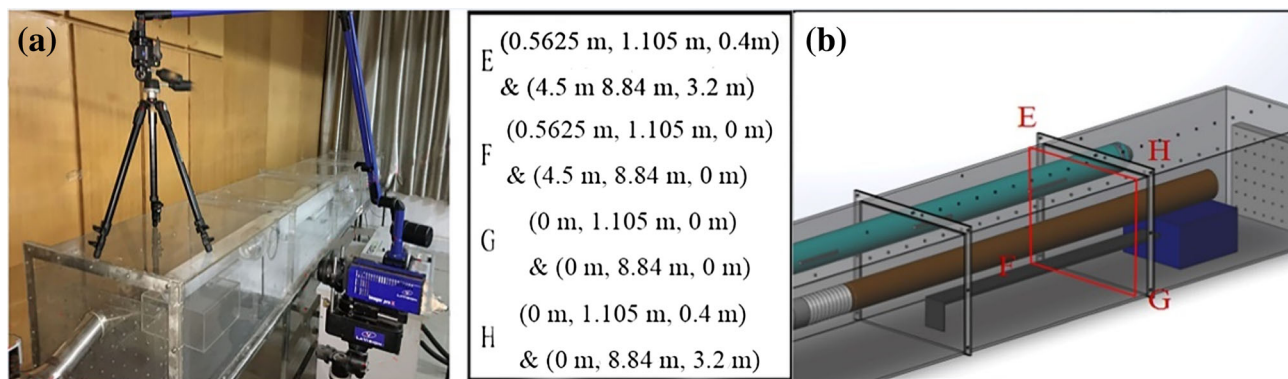 (a)
E (0.5625 m, 1.105 m, 0.4m)
& (4.5 m 8.84 m, 3.2 m)
F (0.5625 m, 1.105 m, 0 m)
& (4.5 m, 8.84 m, 0 m)
G (0 m, 1.105 m, 0 m)
& (0 m, 8.84 m, 0 m)
H (0 m, 1.105 m, 0.4 m)
& (0 m, 8.84 m, 3.2 m)
(b)
E
H
F
G